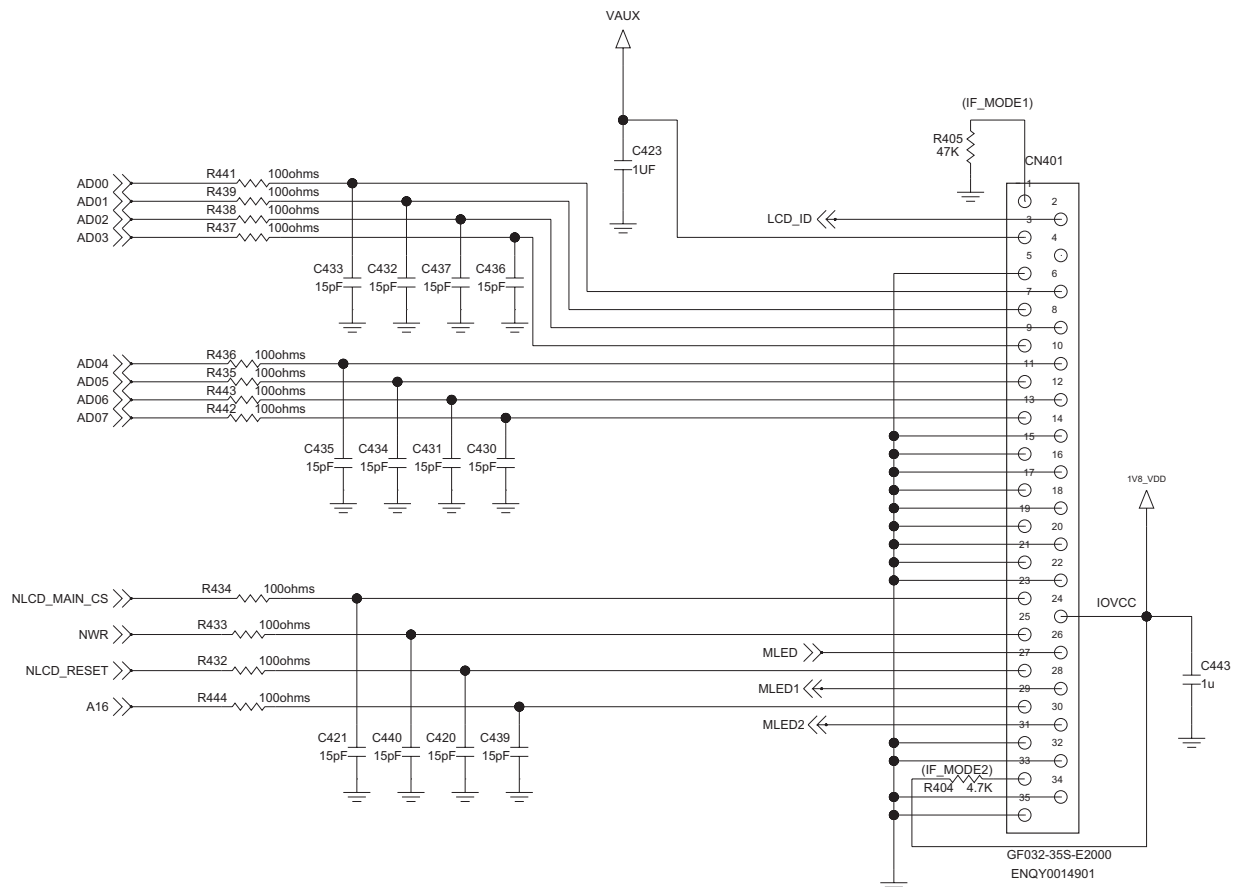 VAUX
(IF_MODE1)
R405
47K
C423
1UF
CN401
R441 100ohms
AD00
R439 100ohms
AD01
R438 100ohms
AD02
R437 100ohms
AD03
LCD_ID
1
2
3
4
5
6
7
8
9
10
11
12
13
14
15
16
17
18
19
20
21
22
23
24
25
26
27
28
29
30
31
32
33
34
35
C433 C432 C437 C436
15pF 15pF 15pF 15pF
R436 100ohms
AD04
R435 100ohms
AD05
R443 100ohms
AD06
R442 100ohms
AD07
C435 C434 C431 C430
15pF 15pF 15pF 15pF
1V8_VDD
R434 100ohms
NLCD_MAIN_CS
IOVCC
R433 100ohms
NWR
MLED
R432 100ohms
NLCD_RESET
C443
1u
MLED1
R444 100ohms
A16
MLED2
C421 C440 C420 C439
15pF 15pF 15pF 15pF
(IF_MODE2)
R404 4.7K
GF032-35S-E2000
ENQY0014901